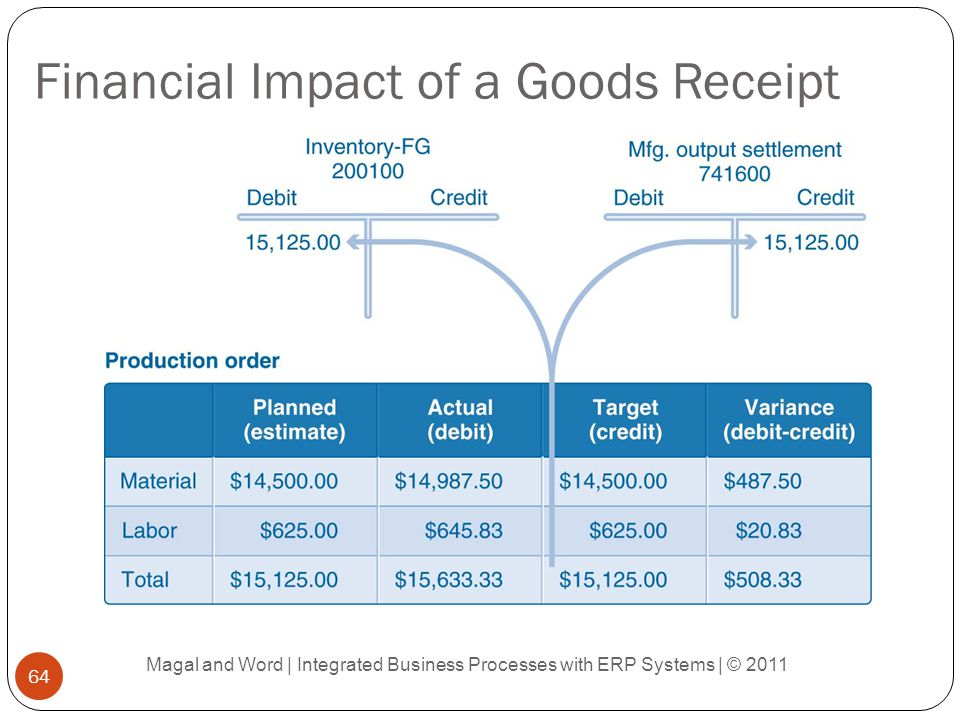 Financial Impact of a Goods Receipt
Inventory-FG
200100
Debit Credit
15,125.00
Mfg. output settlement
741600
Debit Credit
15,125.00
Production order
Planned (estimate) Actual (debit) Target (credit) Variance (debit-credit)
Material $14,500.00 $14,987.50 $14,500.00 $487.50
Labor $625.00 $645.83 $625.00 $20.83
Total $15,125.00 $15,633.33 $15,125.00 $508.33
Magal and Word | Integrated Business Processes with ERP Systems | © 2011
64